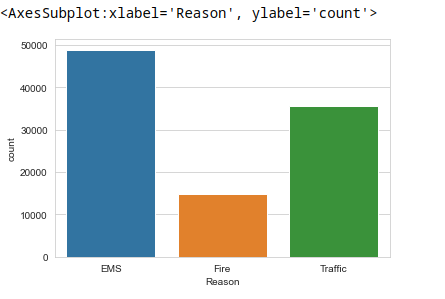 <AxesSubplot:xlabel='Reason', ylabel='count'>
50000
40000
30000
20000
10000
0
count
EMS
Fire
Traffic
Reason